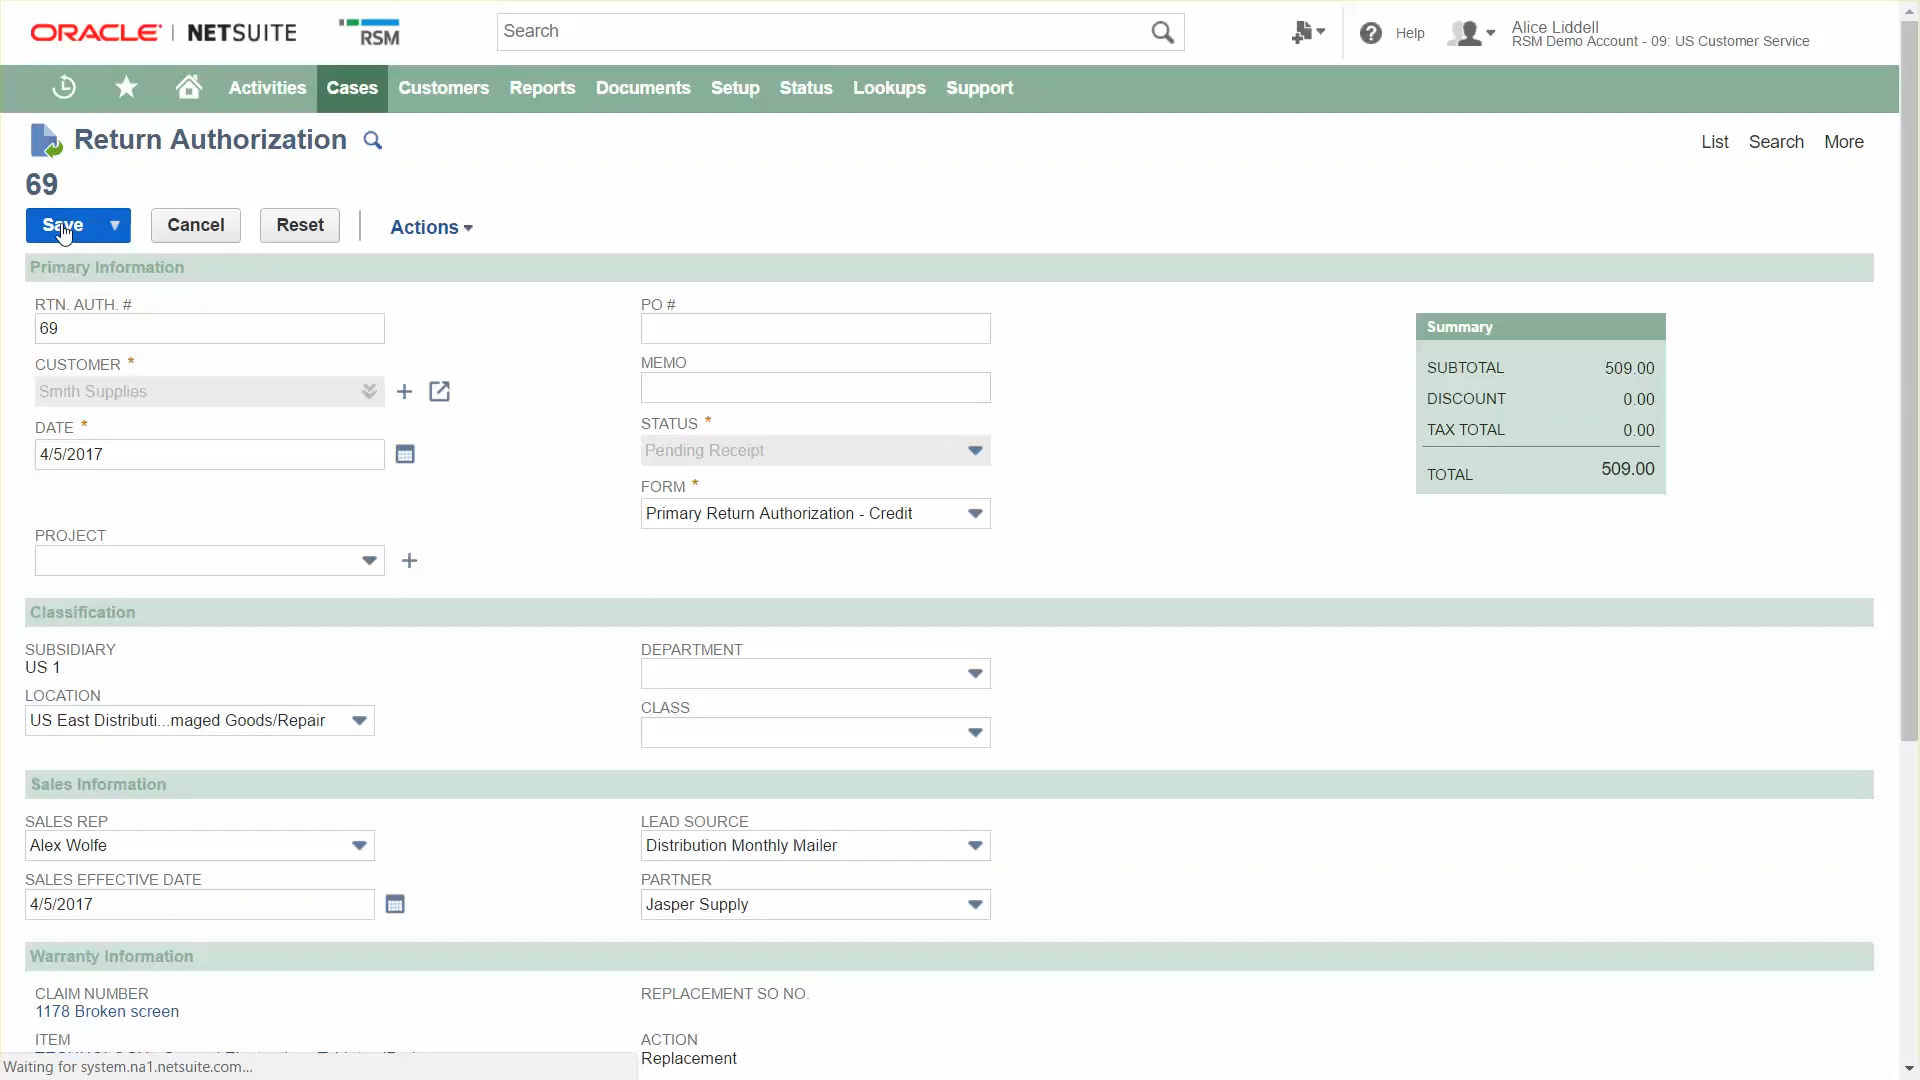 ORACLE | NETSUITE
RSM
Search
Help
Alice Liddell
RSM Demo Account - 09: US Customer Service
Activities Cases Customers Reports Documents Setup Status Lookups Support
Return Authorization
List Search More
69
Save Cancel Reset Actions
Primary Information
RTN. AUTH. #
69
CUSTOMER *
Smith Supplies
DATE *
4/5/2017
PROJECT
PO #
MEMO
STATUS *
Pending Receipt
FORM *
Primary Return Authorization - Credit
Summary
SUBTOTAL 509.00
DISCOUNT 0.00
TAX TOTAL 0.00
TOTAL 509.00
Classification
SUBSIDIARY
US 1
LOCATION
US East Distributi...maged Goods/Repair
DEPARTMENT
CLASS
Sales Information
SALES REP
Alex Wolfe
SALES EFFECTIVE DATE
4/5/2017
LEAD SOURCE
Distribution Monthly Mailer
PARTNER
Jasper Supply
Warranty Information
CLAIM NUMBER
1178 Broken screen
ITEM
REPLACEMENT SO NO.
ACTION
Replacement
Waiting for system.na1.netsuite.com...